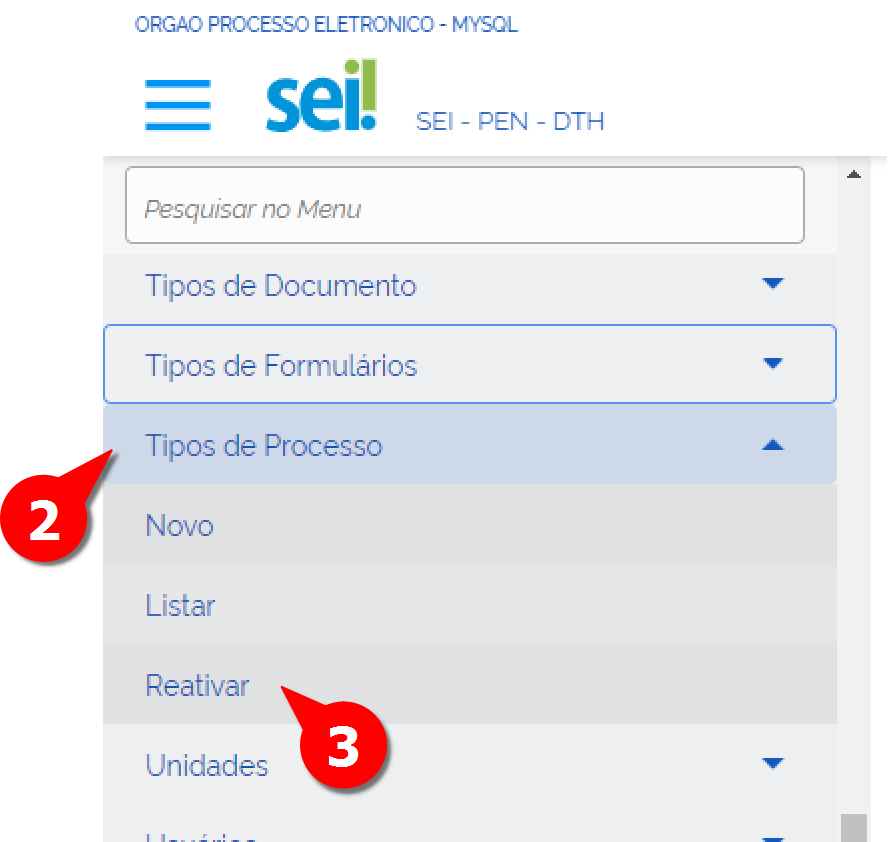 ORGAO PROCESSO ELETRONICO - MYSQL
sei!
SEI - PEN - DTH
Pesquisar no Menu
Tipos de Documento
Tipos de Formulários
Tipos de Processo
2
Novo
Listar
Reativar
3
Unidades